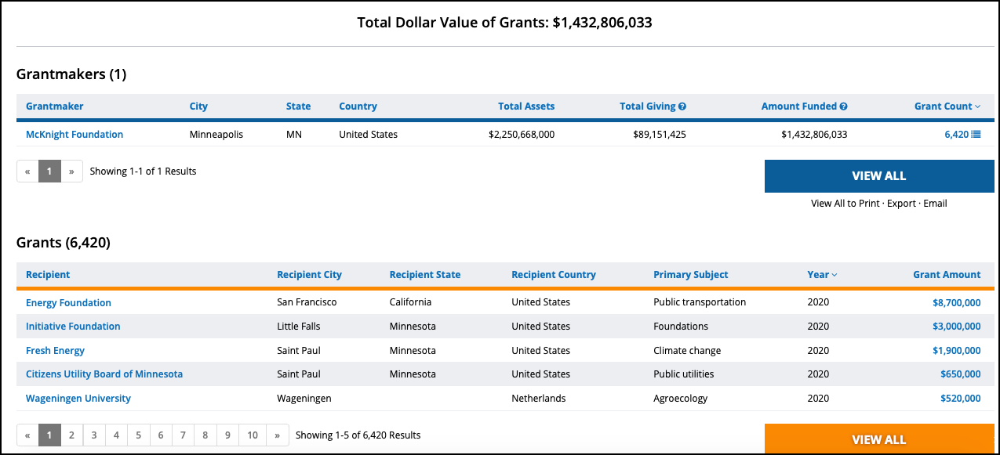 Total Dollar Value of Grants: $1,432,806,033
Grantmakers (1)
Grantmaker City State Country Total Assets Total Giving Amount Funded Grant Count
McKnight Foundation Minneapolis MN United States $2,250,668,000 $89,151,425 $1,432,806,033 6,420
« 1 » Showing 1-1 of 1 Results
VIEW ALL
View All to Print · Export · Email
Grants (6,420)
Recipient Recipient City Recipient State Recipient Country Primary Subject Year Grant Amount
Energy Foundation San Francisco California United States Public transportation 2020 $8,700,000
Initiative Foundation Little Falls Minnesota United States Foundations 2020 $3,000,000
Fresh Energy Saint Paul Minnesota United States Climate change 2020 $1,900,000
Citizens Utility Board of Minnesota Saint Paul Minnesota United States Public utilities 2020 $650,000
Wageningen University Wageningen Netherlands Agroecology 2020 $520,000
« 1 2 3 4 5 6 7 8 9 10 » Showing 1-5 of 6,420 Results
VIEW ALL